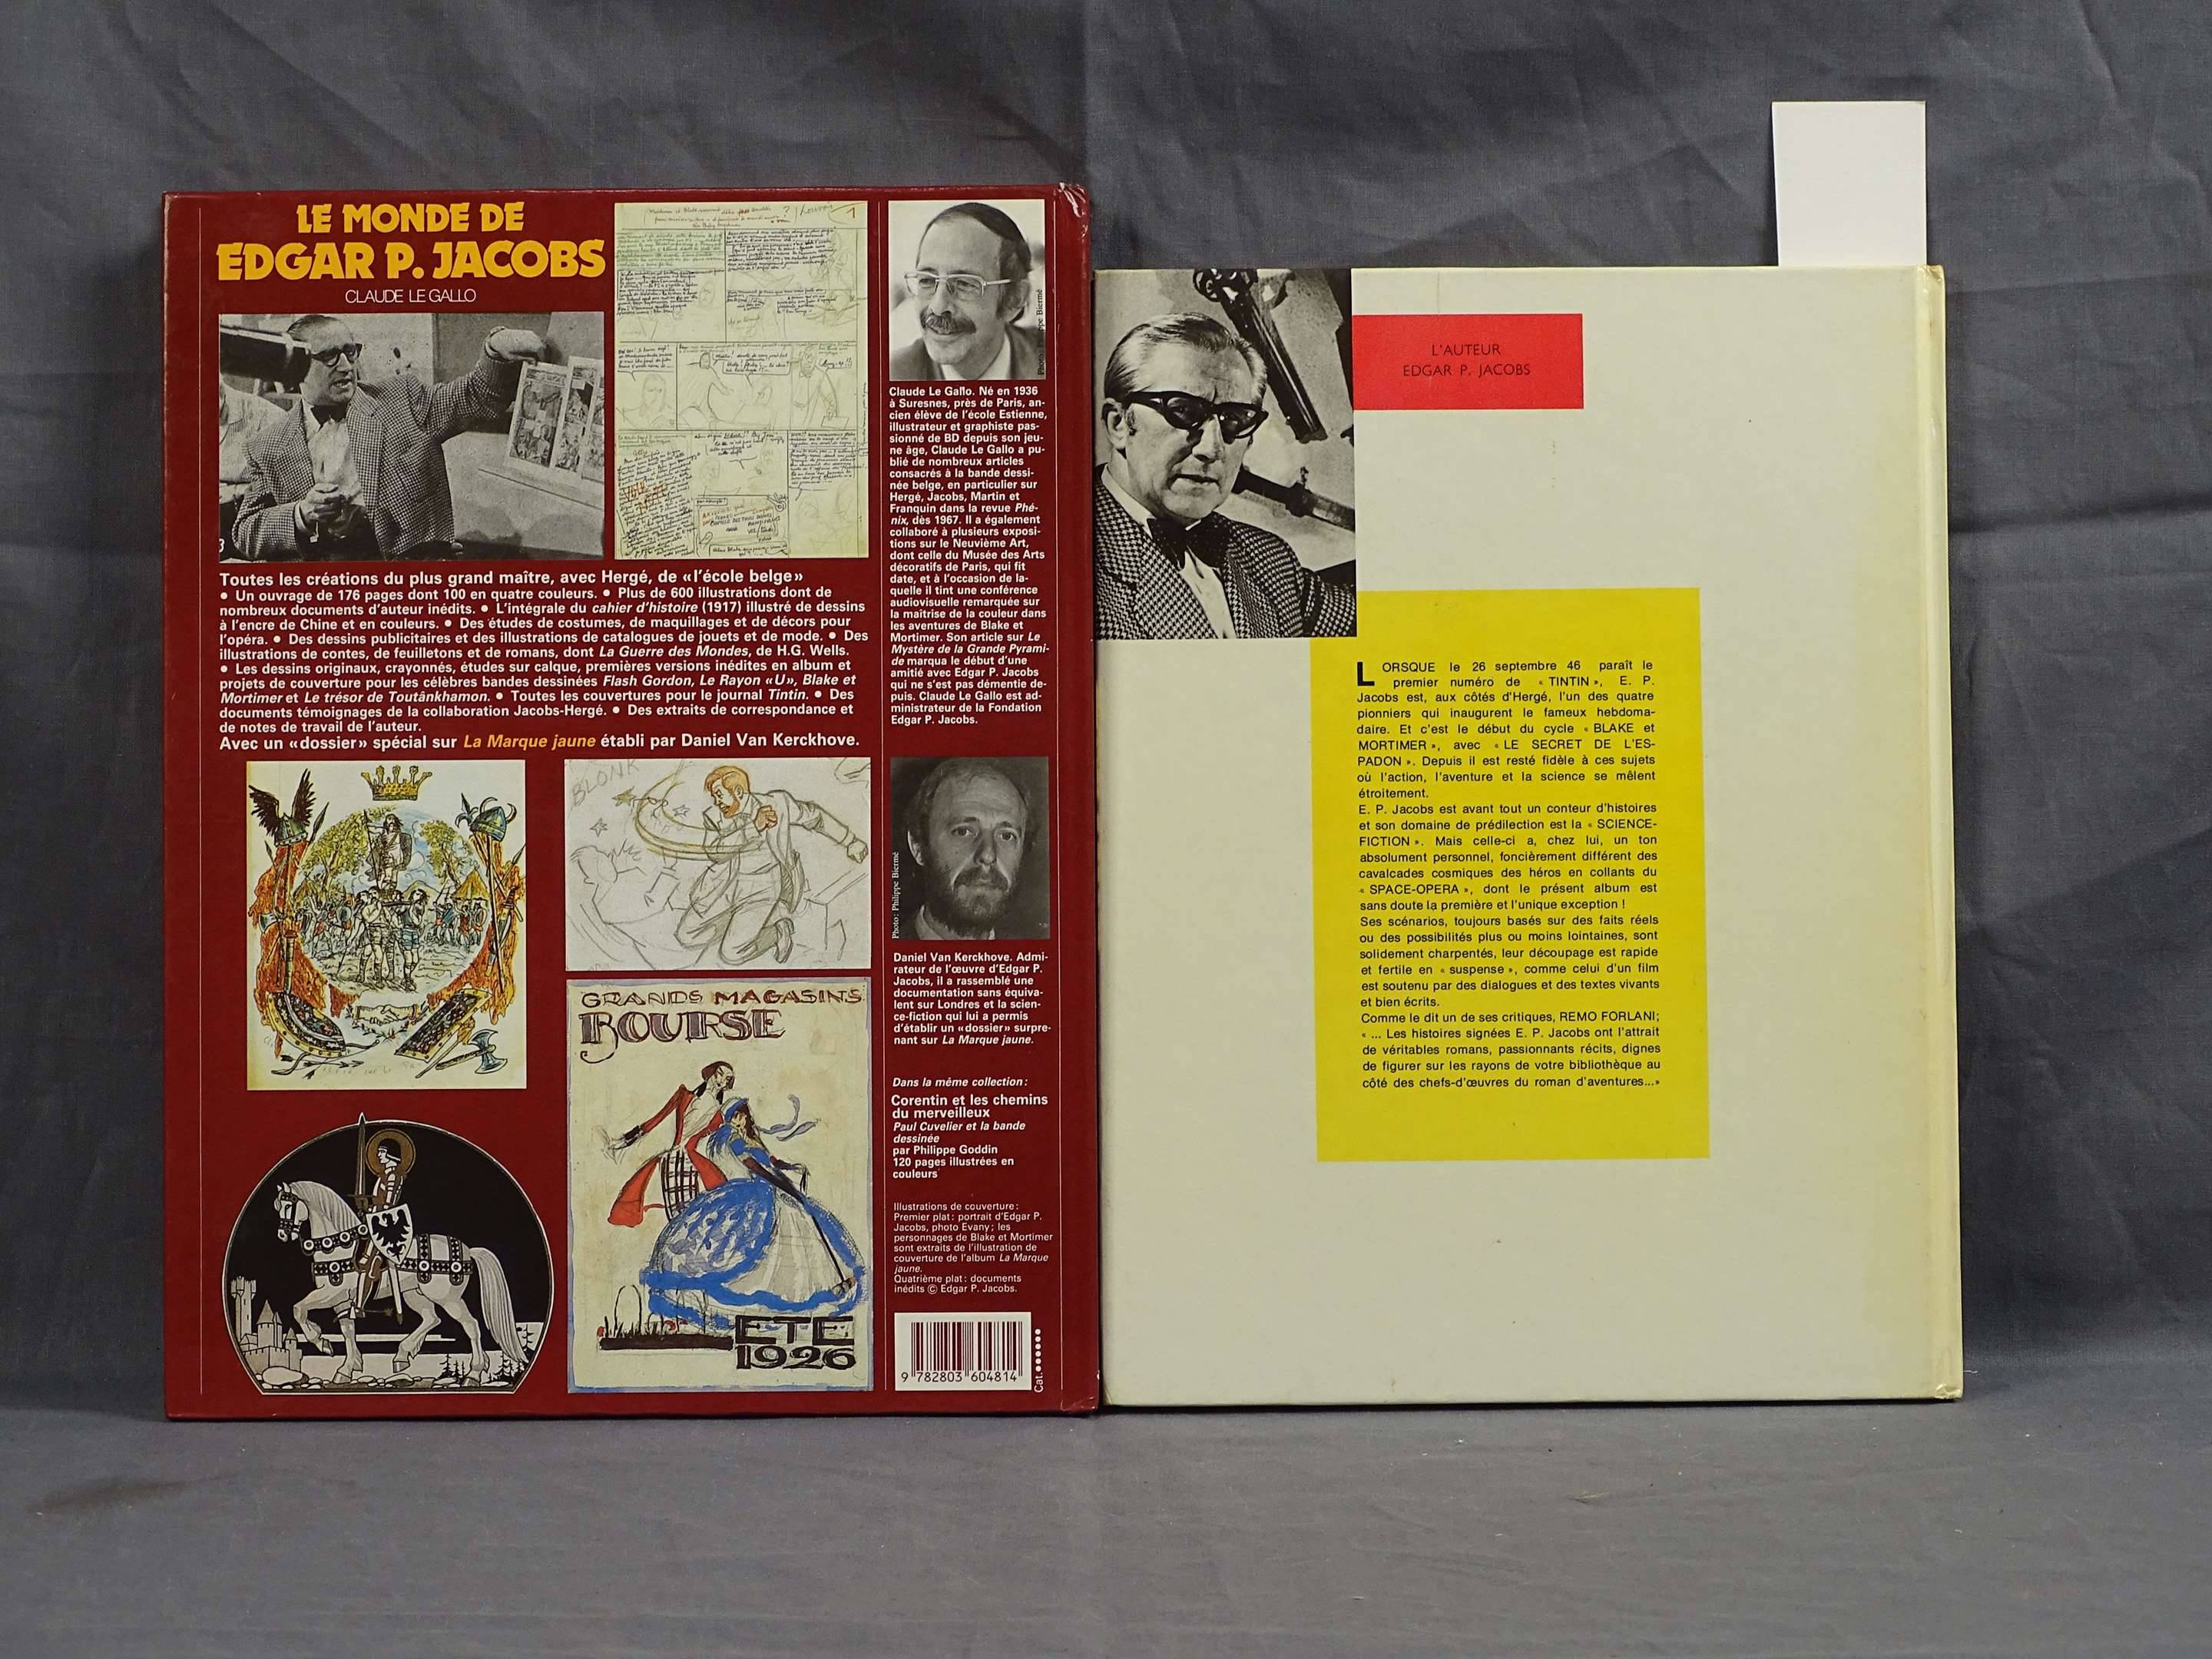 LE MONDE DE
EDGAR P. JACOBS
CLAUDE LE GALLO
Toutes les créations du plus grand maître, avec Hergé, de «l'école belge»
• Un ouvrage de 176 pages dont 100 en quatre couleurs. • Plus de 600 illustrations dont de
nombreux documents d'auteur inédits. • L'intégrale du cahier d'histoire (1917) illustré de dessins
à l'encre de Chine et en couleurs. • Des études de costumes, de maquillages et de décors pour
l'opéra. • Des dessins publicitaires et des illustrations de catalogues de jouets et de mode. • Des
illustrations de contes, de feuilletons et de romans, dont La Guerre des Mondes, de H.G. Wells.
• Les dessins originaux, crayonnés, études sur calque, premières versions inédites en album et
projets de couverture pour les célèbres bandes dessinées Flash Gordon, Le Rayon «U», Blake et
Mortimer et Le trésor de Toutânkhamon. • Toutes les couvertures pour le journal Tintin. • Des
documents témoignages de la collaboration Jacobs-Hergé. • Des extraits de correspondance et
de notes de travail de l'auteur.
Avec un «dossier» spécial sur La Marque jaune établi par Daniel Van Kerckhove.
BLONK
GRANDS MAGASINS
BOURSE
ETE
1926
Photo: Philippe Biermé
Claude Le Gallo. Né en 1936
à Suresnes, près de Paris, an-
cien élève de l'école Estienne,
illustrateur et graphiste pas-
sionné de BD depuis son jeu-
ne âge, Claude Le Gallo a pu-
blié de nombreux articles
consacrés à la bande dessi-
née belge, en particulier sur
Hergé, Jacobs, Martin et
Franquin dans la revue Phé-
nix, dès 1967. Il a également
collaboré à plusieurs exposi-
tions sur le Neuvième Art,
dont celle du Musée des Arts
décoratifs de Paris, qui fit
date, et à l'occasion de la-
quelle il tint une conférence
audiovisuelle remarquée sur
la maîtrise de la couleur dans
les aventures de Blake et
Mortimer. Son article sur Le
Mystère de la Grande Pyrami-
de marqua le début d'une
amitié avec Edgar P. Jacobs
qui ne s'est pas démentie de-
puis. Claude Le Gallo est ad-
ministrateur de la Fondation
Edgar P. Jacobs.
Photo: Philippe Biermé
Daniel Van Kerckhove. Admi-
rateur de l'œuvre d'Edgar P.
Jacobs, il a rassemblé une
documentation sans équiva-
lent sur Londres et la scien-
ce-fiction qui lui a permis
d'établir un «dossier» surpre-
nant sur La Marque jaune.
Dans la même collection:
Corentin et les chemins
du merveilleux
Paul Cuvelier et la bande
dessinée
par Philippe Goddin
120 pages illustrées en
couleurs
Illustrations de couverture:
Premier plat: portrait d'Edgar P.
Jacobs, photo Evany; les
personnages de Blake et Mortimer
sont extraits de l'illustration de
couverture de l'album La Marque
jaune.
Quatrième plat: documents
inédits © Edgar P. Jacobs.
9 782803 604814
Cat.••••••
L'AUTEUR
EDGAR P. JACOBS
LORSQUE le 26 septembre 46 paraît le
premier numéro de « TINTIN », E. P.
Jacobs est, aux côtés d'Hergé, l'un des quatre
pionniers qui inaugurent le fameux hebdoma-
daire. Et c'est le début du cycle « BLAKE et
MORTIMER », avec « LE SECRET DE L'ES-
PADON ». Depuis il est resté fidèle à ces sujets
où l'action, l'aventure et la science se mêlent
étroitement.
E. P. Jacobs est avant tout un conteur d'histoires
et son domaine de prédilection est la « SCIENCE-
FICTION ». Mais celle-ci a, chez lui, un ton
absolument personnel, foncièrement différent des
cavalcades cosmiques des héros en collants du
« SPACE-OPERA », dont le présent album est
sans doute la première et l'unique exception !
Ses scénarios, toujours basés sur des faits réels
ou des possibilités plus ou moins lointaines, sont
solidement charpentés, leur découpage est rapide
et fertile en « suspense », comme celui d'un film
est soutenu par des dialogues et des textes vivants
et bien écrits.
Comme le dit un de ses critiques, REMO FORLANI;
« ... Les histoires signées E. P. Jacobs ont l'attrait
de véritables romans, passionnants récits, dignes
de figurer sur les rayons de votre bibliothèque au
côté des chefs-d'œuvres du roman d'aventures...»